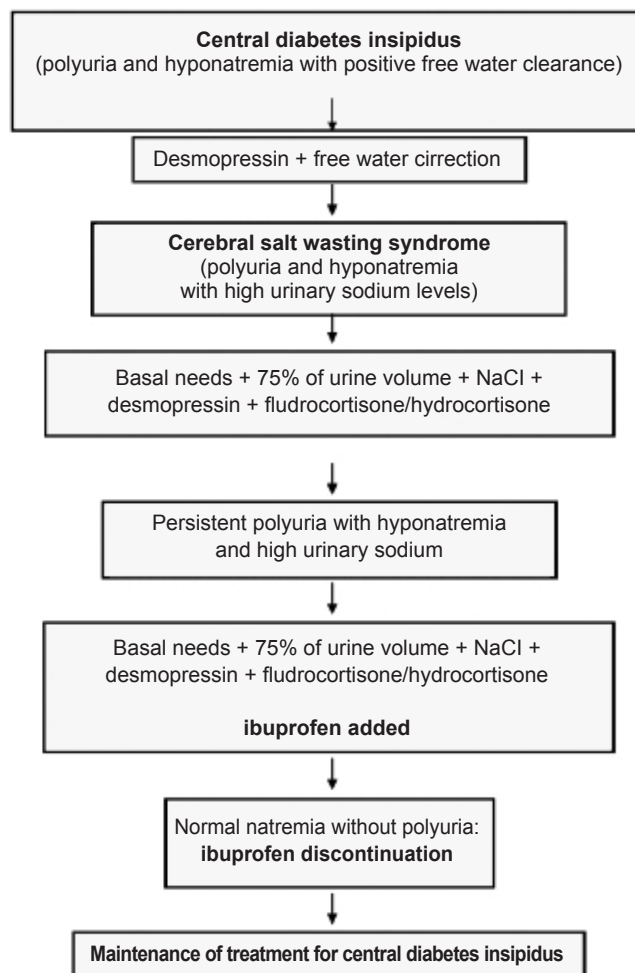 Central diabetes insipidus
(polyuria and hyponatremia with positive free water clearance)
Desmopressin + free water cirrection
Cerebral salt wasting syndrome
(polyuria and hyponatremia
with high urinary sodium levels)
Basal needs + 75% of urine volume + NaCI +
desmopressin + fludrocortisone/hydrocortisone
Persistent polyuria with hyponatremia
and high urinary sodium
Basal needs + 75% of urine volume + NaCI +
desmopressin + fludrocortisone/hydrocortisone
ibuprofen added
Normal natremia without polyuria:
ibuprofen discontinuation
Maintenance of treatment for central diabetes insipidus